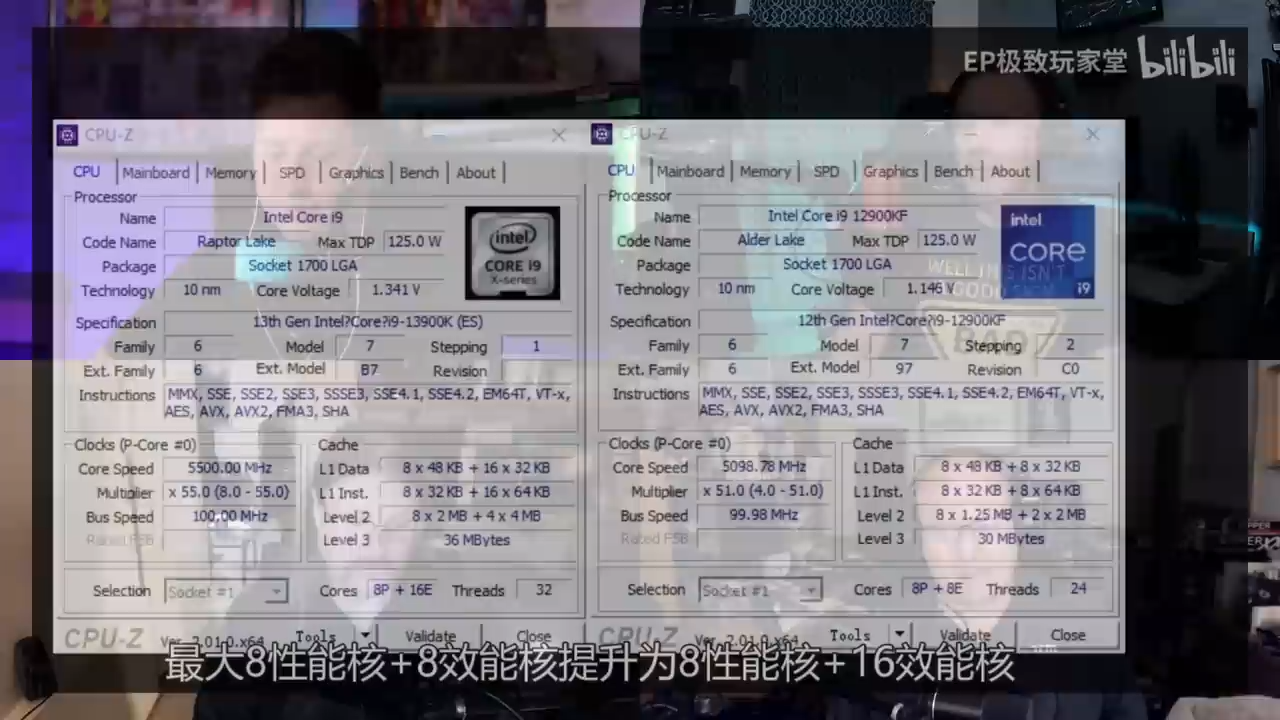 EP极致玩家堂 bilibili
CPU-Z
CPU Mainboard Memory SPD Graphics Bench About
Processor
Name Intel Core i9
Code Name Raptor Lake Max TDP 125.0 W
Package Socket 1700 LGA
Technology 10 nm Core Voltage 1.341 V
intel
CORE i9
X-series
Specification 13th Gen Intel?Core?i9-13900K (ES)
Family 6 Model 7 Stepping 1
Ext. Family 6 Ext. Model B7 Revision
Instructions MMX, SSE, SSE2, SSE3, SSSE3, SSE4.1, SSE4.2, EM64T, VT-x,
AES, AVX, AVX2, FMA3, SHA
Clocks (P-Core #0) Cache
Core Speed 5500.00 MHz L1 Data 8 x 48 KB + 16 x 32 KB
Multiplier x 55.0 (8.0 - 55.0) L1 Inst. 8 x 32 KB + 16 x 64 KB
Bus Speed 100.00 MHz Level 2 8 x 2 MB + 4 x 4 MB
Rated FSB Level 3 36 MBytes
Selection Socket #1 Cores 8P + 16E Threads 32
CPU-Z Ver. 2.01.0.x64 Tools Validate Close
CPU-Z
CPU Mainboard Memory SPD Graphics Bench About
Processor
Name Intel Core i9 12900KF
Code Name Alder Lake Max TDP 125.0 W
Package Socket 1700 LGA
Technology 10 nm Core Voltage 1.146 V
intel
CORE
i9
Specification 12th Gen Intel?Core?i9-12900KF
Family 6 Model 7 Stepping 2
Ext. Family 6 Ext. Model 97 Revision C0
Instructions MMX, SSE, SSE2, SSE3, SSSE3, SSE4.1, SSE4.2, EM64T, VT-x,
AES, AVX, AVX2, FMA3, SHA
Clocks (P-Core #0) Cache
Core Speed 5098.78 MHz L1 Data 8 x 48 KB + 8 x 32 KB
Multiplier x 51.0 (4.0 - 51.0) L1 Inst. 8 x 32 KB + 8 x 64 KB
Bus Speed 99.98 MHz Level 2 8 x 1.25 MB + 2 x 2 MB
Rated FSB Level 3 30 MBytes
Selection Socket #1 Cores 8P + 8E Threads 24
CPU-Z Ver. 2.01.0.x64 Tools Validate Close
WELL THIS ISN'T
最大8性能核+8效能核提升为8性能核+16效能核